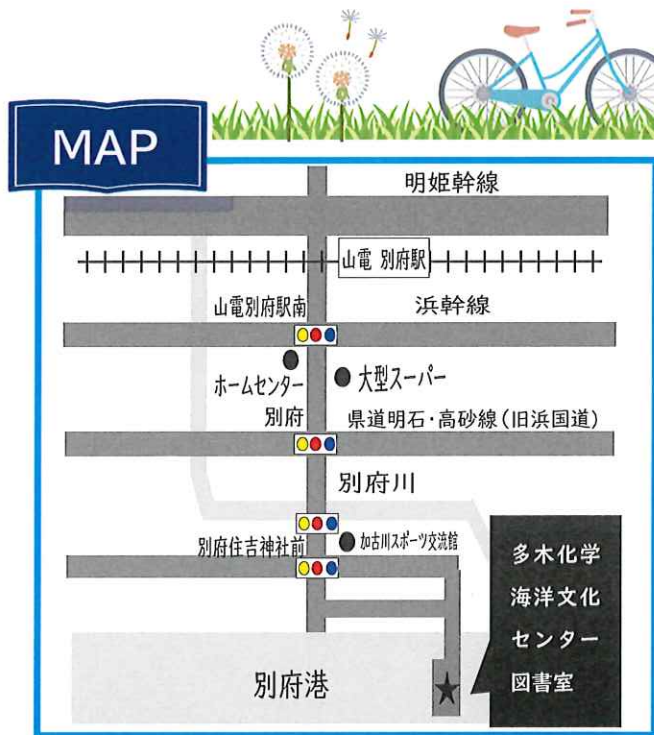 MAP
明姫幹線
山電 別府駅
山電別府駅南
浜幹線
ホームセンター
大型スーパー
別府
県道明石・高砂線(旧浜国道)
別府川
別府住吉神社前
加古川スポーツ交流館
多木化学
海洋文化
センター
図書室
別府港